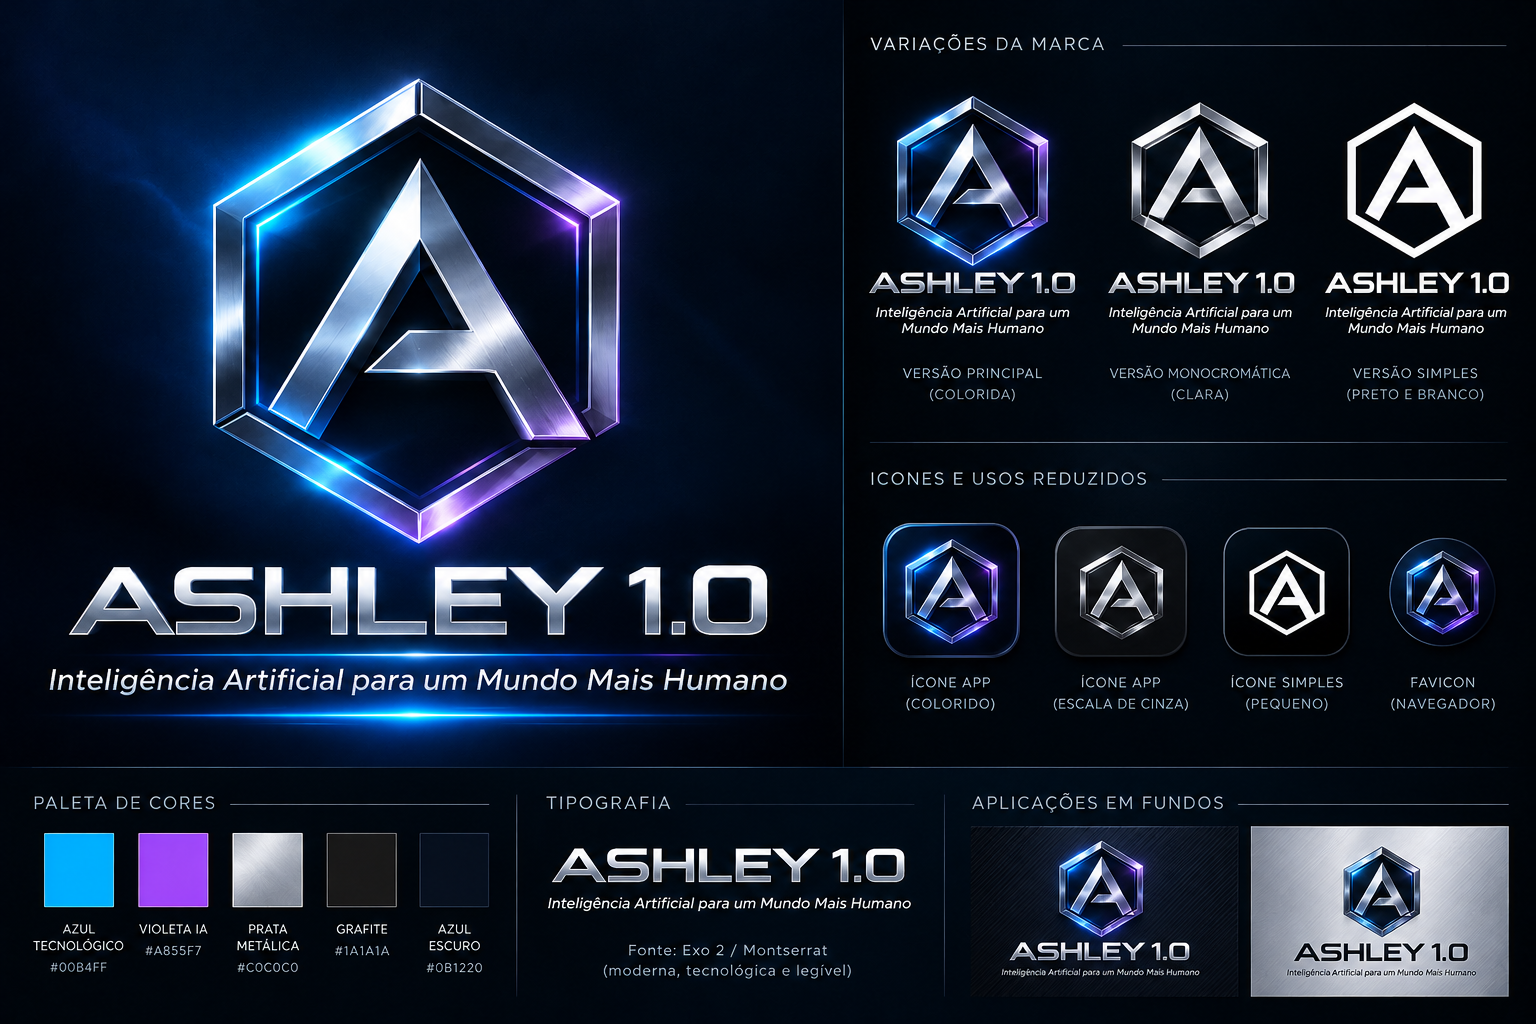 ASHLEY 1.0
Inteligência Artificial para um Mundo Mais Humano
VARIAÇÕES DA MARCA
ASHLEY 1.0
Inteligência Artificial para um
Mundo Mais Humano
VERSÃO PRINCIPAL
(COLORIDA)
ASHLEY 1.0
Inteligência Artificial para um
Mundo Mais Humano
VERSÃO MONOCROMÁTICA
(CLARA)
ASHLEY 1.0
Inteligência Artificial para um
Mundo Mais Humano
VERSÃO SIMPLES
(PRETO E BRANCO)
ICONES E USOS REDUZIDOS
ÍCONE APP
(COLORIDO)
ÍCONE APP
(ESCALA DE CINZA)
ÍCONE SIMPLES
(PEQUENO)
FAVICON
(NAVEGADOR)
PALETA DE CORES
AZUL
TECNOLÓGICO
#00B4FF
VIOLETA IA
#A855F7
PRATA
METÁLICA
#C0C0C0
GRAFITE
#1A1A1A
AZUL
ESCURO
#0B1220
TIPOGRAFIA
ASHLEY 1.0
Inteligência Artificial para um Mundo Mais Humano
Fonte: Exo 2 / Montserrat
(moderna, tecnológica e legível)
APLICAÇÕES EM FUNDOS
ASHLEY 1.0
Inteligência Artificial para um Mundo Mais Humano
ASHLEY 1.0
Inteligência Artificial para um Mundo Mais Humano